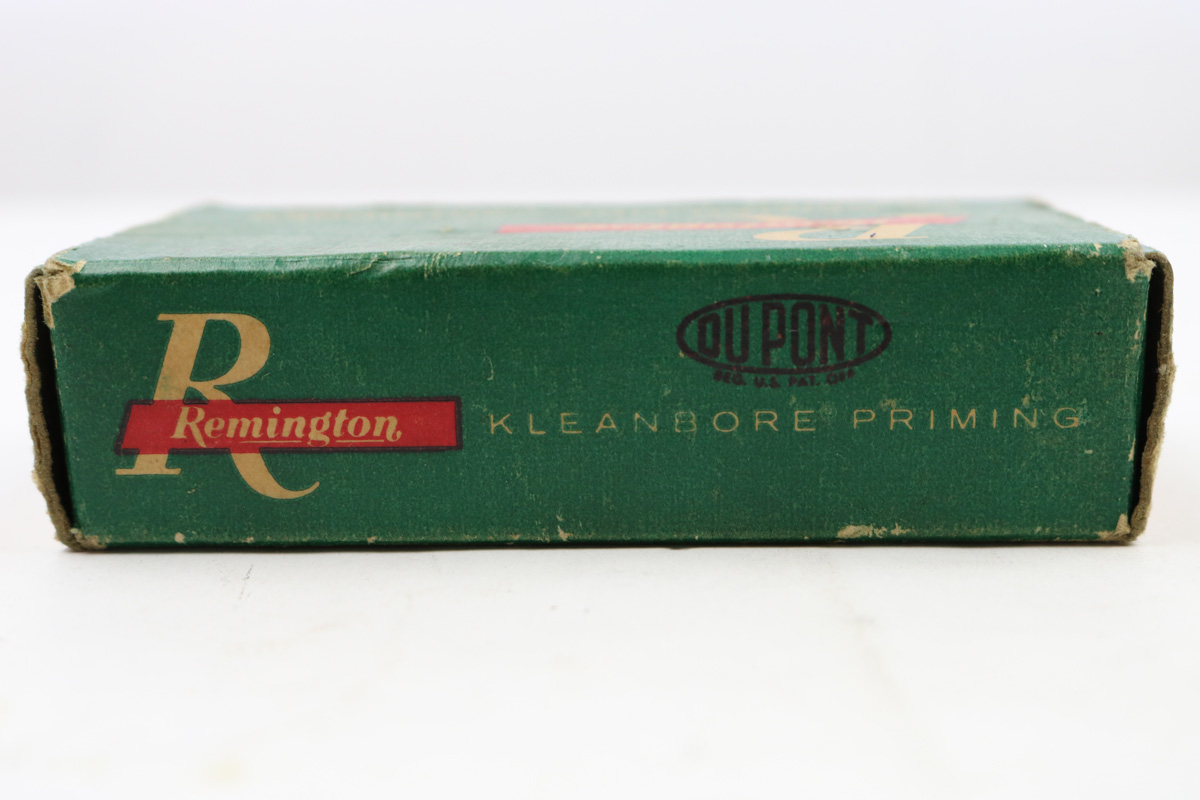 R
Remington
DU PONT
REG. U.S. PAT. OFF.
KLEANBORE PRIMING